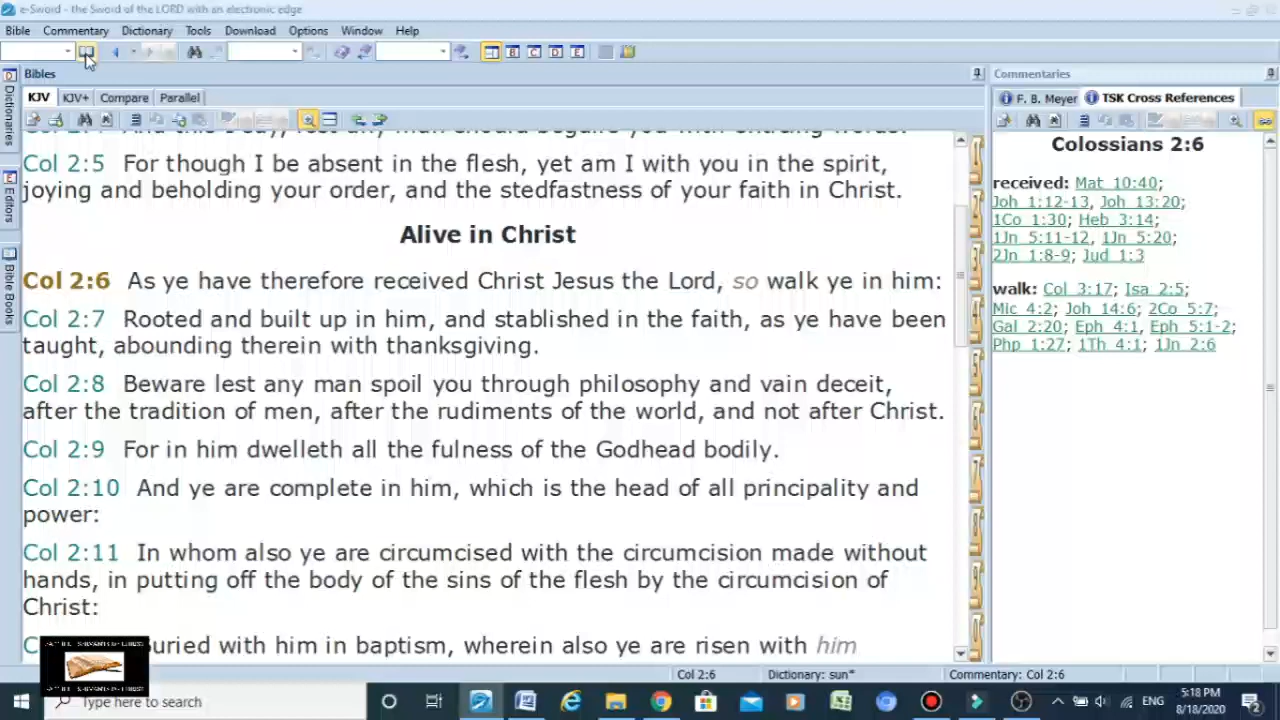 e-Sword - the Sword of the LORD with an electronic edge
Bible Commentary Dictionary Tools Download Options Window Help
Bibles
KJV KJV+ Compare Parallel
Col 2:5 For though I be absent in the flesh, yet am I with you in the spirit,
joying and beholding your order, and the stedfastness of your faith in Christ.
Alive in Christ
Col 2:6 As ye have therefore received Christ Jesus the Lord, so walk ye in him:
Col 2:7 Rooted and built up in him, and stablished in the faith, as ye have been
taught, abounding therein with thanksgiving.
Col 2:8 Beware lest any man spoil you through philosophy and vain deceit,
after the tradition of men, after the rudiments of the world, and not after Christ.
Col 2:9 For in him dwelleth all the fulness of the Godhead bodily.
Col 2:10 And ye are complete in him, which is the head of all principality and
power:
Col 2:11 In whom also ye are circumcised with the circumcision made without
hands, in putting off the body of the sins of the flesh by the circumcision of
Christ:
uried with him in baptism, wherein also ye are risen with him
Dictionaries
Editors
Bible Books
Commentaries
F. B. Meyer TSK Cross References
Colossians 2:6
received: Mat 10:40;
Joh 1:12-13, Joh 13:20;
1Co 1:30; Heb 3:14;
1Jn 5:11-12, 1Jn 5:20;
2Jn 1:8-9; Jud 1:3
walk: Col 3:17; Isa 2:5;
Mic 4:2; Joh 14:6; 2Co 5:7;
Gal 2:20; Eph 4:1, Eph 5:1-2;
Php 1:27; 1Th 4:1; 1Jn 2:6
1
2
3
4
5
6
7
8
9
Col 2:6 Dictionary: sun* Commentary: Col 2:6
Type here to search
ENG
5:18 PM
8/18/2020
2